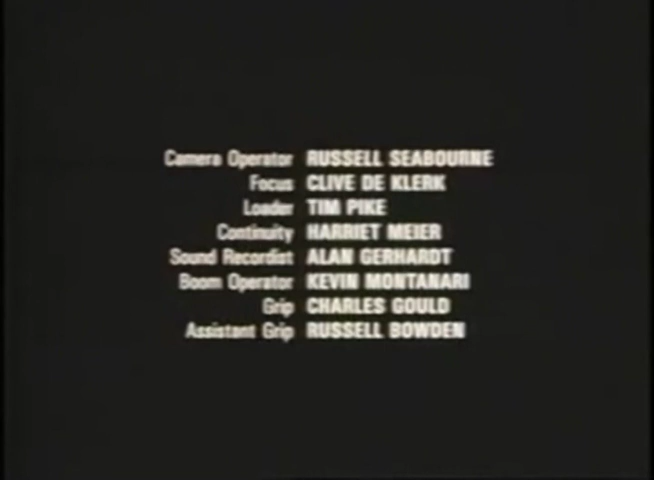 Camera Operator RUSSELL SEABOURNE
Focus CLIVE DE KLERK
Loader TIM PIKE
Continuity HARRIET MEIER
Sound Recordist ALAN GERHARDT
Boom Operator KEVIN MONTANARI
Grip CHARLES GOULD
Assistant Grip RUSSELL BOWDEN